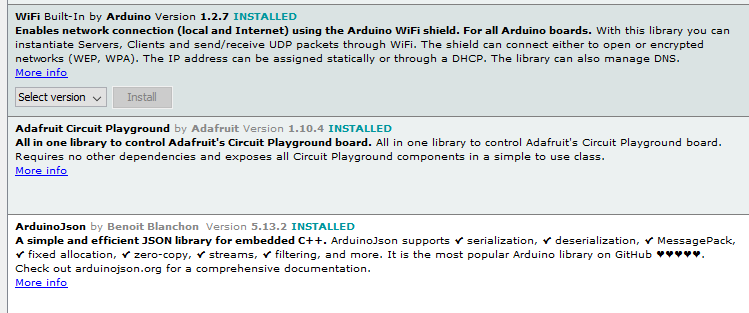 WiFi Built-In by Arduino Version 1.2.7 INSTALLED
Enables network connection (local and Internet) using the Arduino WiFi shield. For all Arduino boards. With this library you can
instantiate Servers, Clients and send/receive UDP packets through WiFi. The shield can connect either to open or encrypted
networks (WEP, WPA). The IP address can be assigned statically or through a DHCP. The library can also manage DNS.
More info
Select version Install
Adafruit Circuit Playground by Adafruit Version 1.10.4 INSTALLED
All in one library to control Adafruit's Circuit Playground board. All in one library to control Adafruit's Circuit Playground board.
Requires no other dependencies and exposes all Circuit Playground components in a simple to use class.
More info
ArduinoJson by Benoit Blanchon Version 5.13.2 INSTALLED
A simple and efficient JSON library for embedded C++. ArduinoJson supports ✔ serialization, ✔ deserialization, ✔ MessagePack,
✔ fixed allocation, ✔ zero-copy, ✔ streams, ✔ filtering, and more. It is the most popular Arduino library on GitHub ♥♥♥♥♥.
Check out arduinojson.org for a comprehensive documentation.
More info